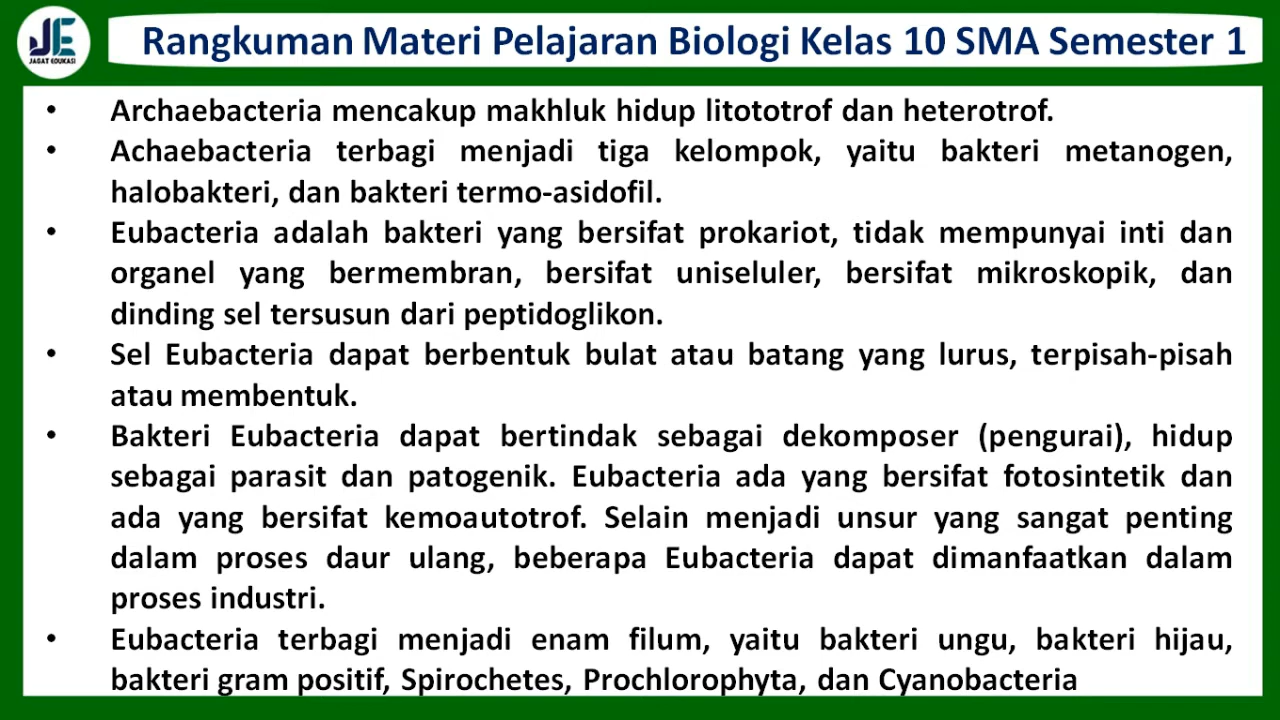 JE
JAGAT EDUKASI
Rangkuman Materi Pelajaran Biologi Kelas 10 SMA Semester 1
• Archaebacteria mencakup makhluk hidup litototrof dan heterotrof.
• Achaebacteria terbagi menjadi tiga kelompok, yaitu bakteri metanogen,
halobakteri, dan bakteri termo-asidofil.
• Eubacteria adalah bakteri yang bersifat prokariot, tidak mempunyai inti dan
organel yang bermembran, bersifat uniseluler, bersifat mikroskopik, dan
dinding sel tersusun dari peptidoglikon.
• Sel Eubacteria dapat berbentuk bulat atau batang yang lurus, terpisah-pisah
atau membentuk.
• Bakteri Eubacteria dapat bertindak sebagai dekomposer (pengurai), hidup
sebagai parasit dan patogenik. Eubacteria ada yang bersifat fotosintetik dan
ada yang bersifat kemoautotrof. Selain menjadi unsur yang sangat penting
dalam proses daur ulang, beberapa Eubacteria dapat dimanfaatkan dalam
proses industri.
• Eubacteria terbagi menjadi enam filum, yaitu bakteri ungu, bakteri hijau,
bakteri gram positif, Spirochetes, Prochlorophyta, dan Cyanobacteria